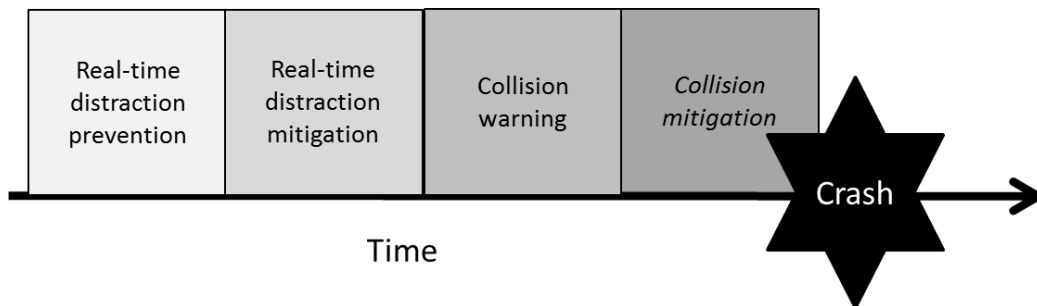 Real-time
distraction
prevention
Real-time
distraction
mitigation
Collision
warning
Collision
mitigation
Crash
Time